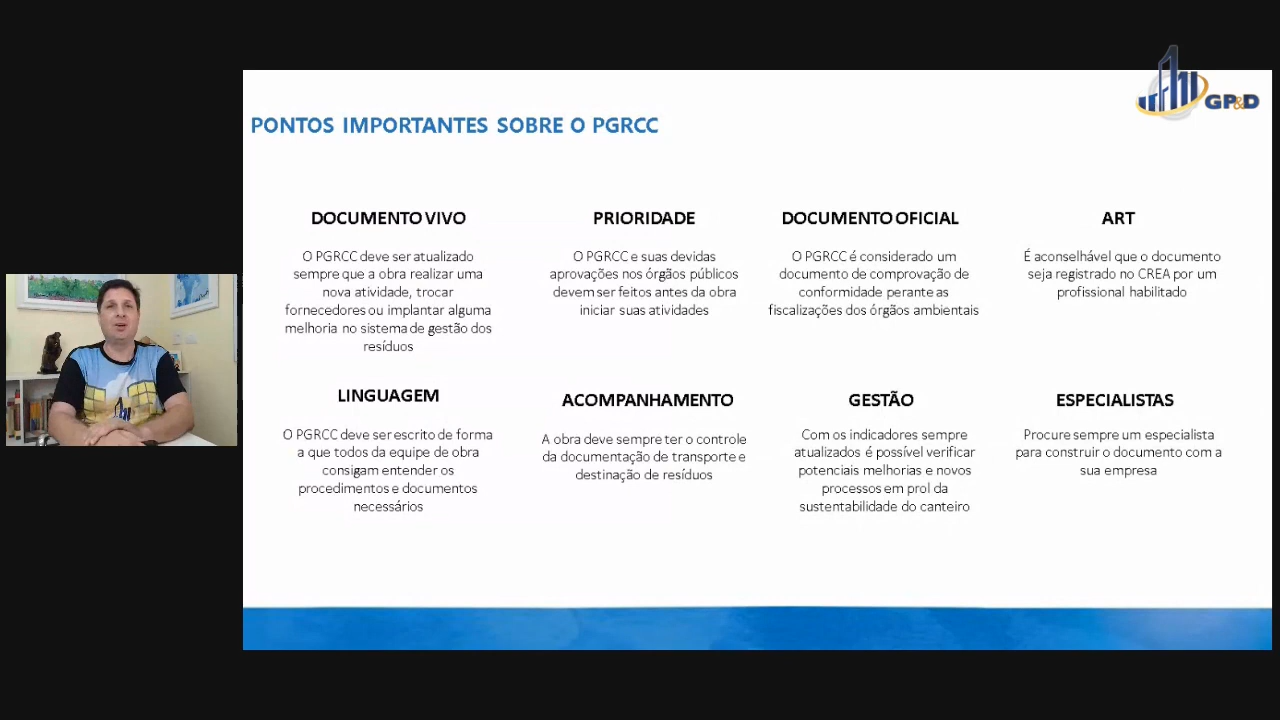 GP&D
PONTOS IMPORTANTES SOBRE O PGRCC
DOCUMENTO VIVO
O PGRCC deve ser atualizado
sempre que a obra realizar uma
nova atividade, trocar
fornecedores ou implantar alguma
melhoria no sistema de gestão dos
resíduos
PRIORIDADE
O PGRCC e suas devidas
aprovações nos órgãos públicos
devem ser feitos antes da obra
iniciar suas atividades
DOCUMENTO OFICIAL
O PGRCC é considerado um
documento de comprovação de
conformidade perante as
fiscalizações dos órgãos ambientais
ART
É aconselhável que o documento
seja registrado no CREA por um
profissional habilitado
LINGUAGEM
O PGRCC deve ser escrito de forma
a que todos da equipe de obra
consigam entender os
procedimentos e documentos
necessários
ACOMPANHAMENTO
A obra deve sempre ter o controle
da documentação de transporte e
destinação de resíduos
GESTÃO
Com os indicadores sempre
atualizados é possível verificar
potenciais melhorias e novos
processos em prol da
sustentabilidade do canteiro
ESPECIALISTAS
Procure sempre um especialista
para construir o documento com a
sua empresa